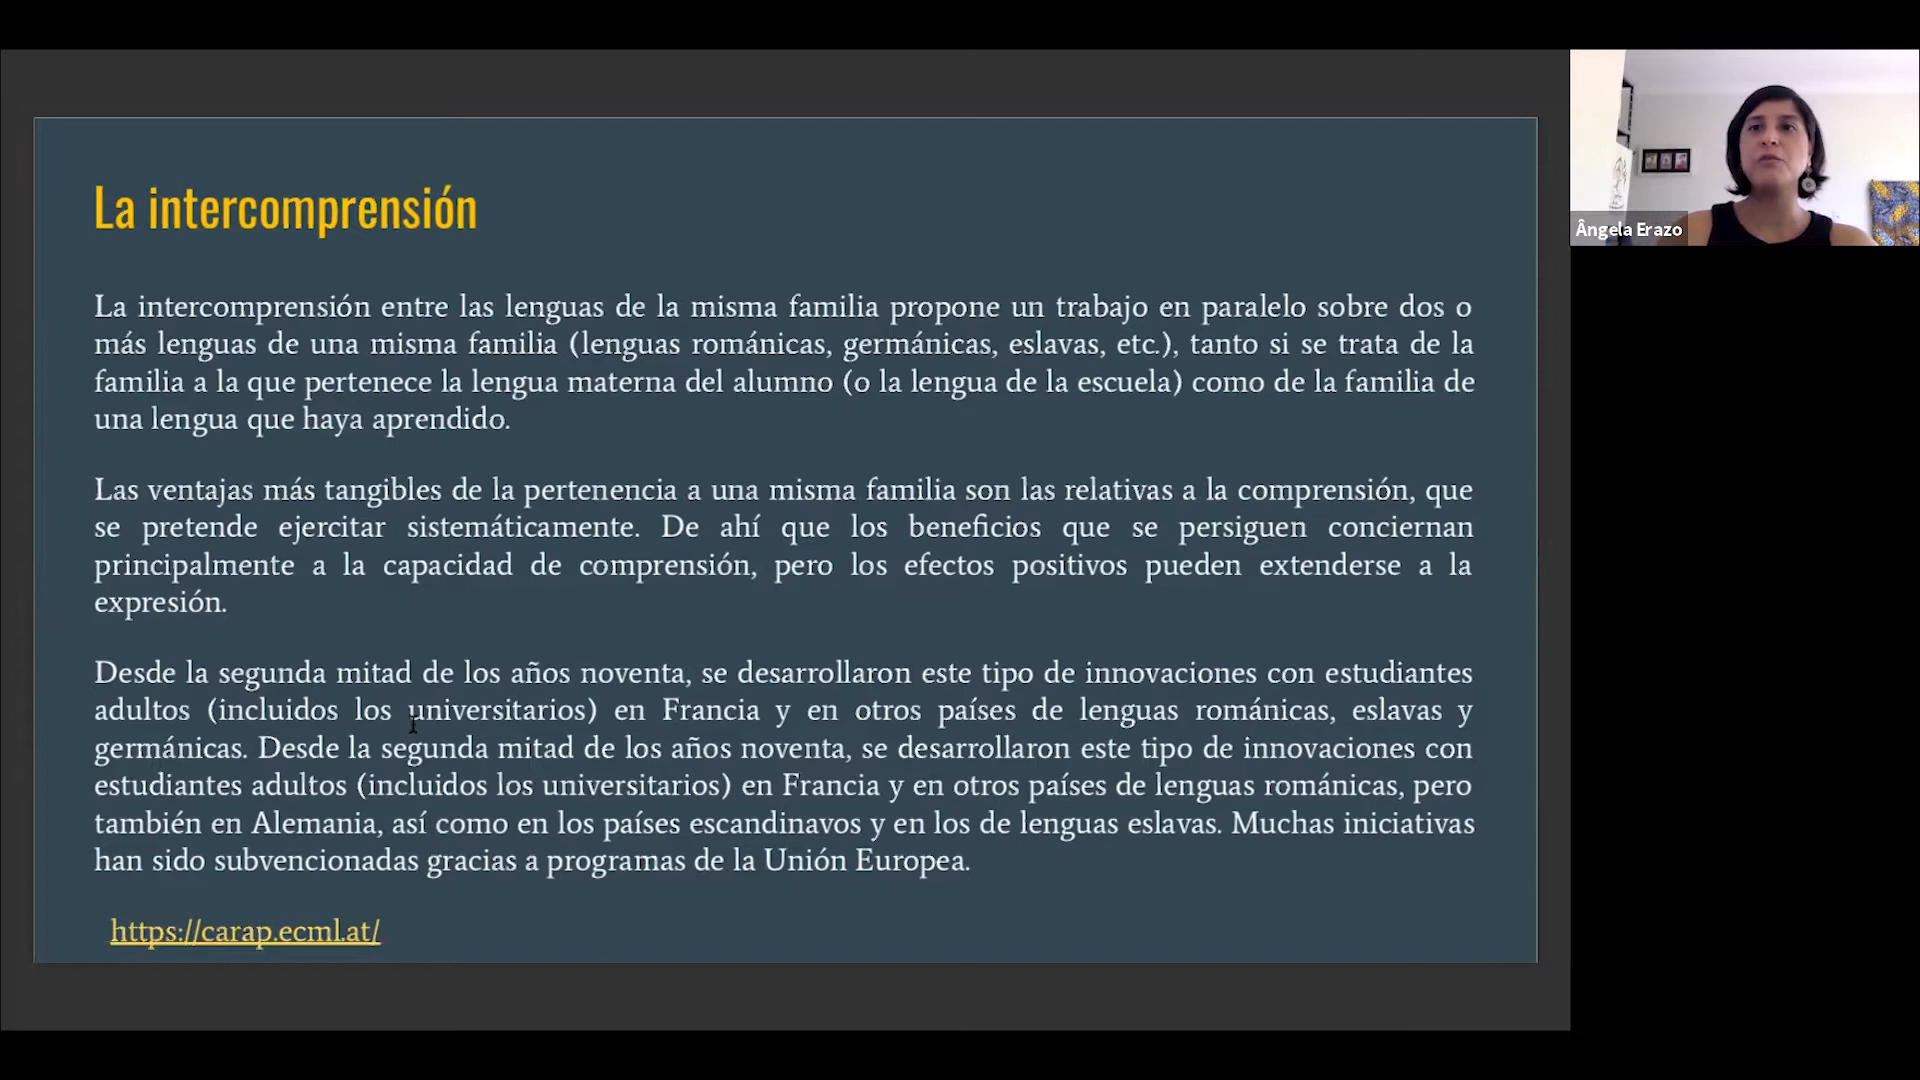 La intercomprensión
La intercomprensión entre las lenguas de la misma familia propone un trabajo en paralelo sobre dos o
más lenguas de una misma familia (lenguas románicas, germánicas, eslavas, etc.), tanto si se trata de la
familia a la que pertenece la lengua materna del alumno (o la lengua de la escuela) como de la familia de
una lengua que haya aprendido.
Las ventajas más tangibles de la pertenencia a una misma familia son las relativas a la comprensión, que
se pretende ejercitar sistemáticamente. De ahí que los beneficios que se persiguen conciernan
principalmente a la capacidad de comprensión, pero los efectos positivos pueden extenderse a la
expresión.
Desde la segunda mitad de los años noventa, se desarrollaron este tipo de innovaciones con estudiantes
adultos (incluidos los universitarios) en Francia y en otros países de lenguas románicas, eslavas y
germánicas. Desde la segunda mitad de los años noventa, se desarrollaron este tipo de innovaciones con
estudiantes adultos (incluidos los universitarios) en Francia y en otros países de lenguas románicas, pero
también en Alemania, así como en los países escandinavos y en los de lenguas eslavas. Muchas iniciativas
han sido subvencionadas gracias a programas de la Unión Europea.
https://carap.ecml.at/
Ângela Erazo